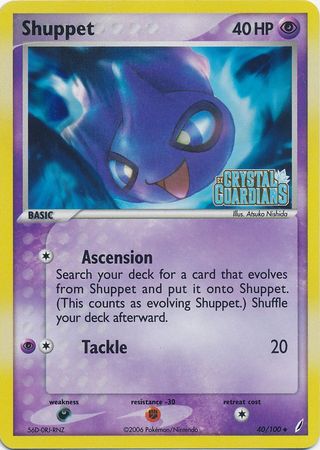 Shuppet 40 HP
EX
CRYSTAL
GUARDIANS
BASIC
Illus. Atsuko Nishida
Ascension
Search your deck for a card that evolves
from Shuppet and put it onto Shuppet.
(This counts as evolving Shuppet.) Shuffle
your deck afterward.
Tackle 20
weakness resistance -30 retreat cost
56D-0RJ-RNZ ©2006 Pokémon/Nintendo 40/100